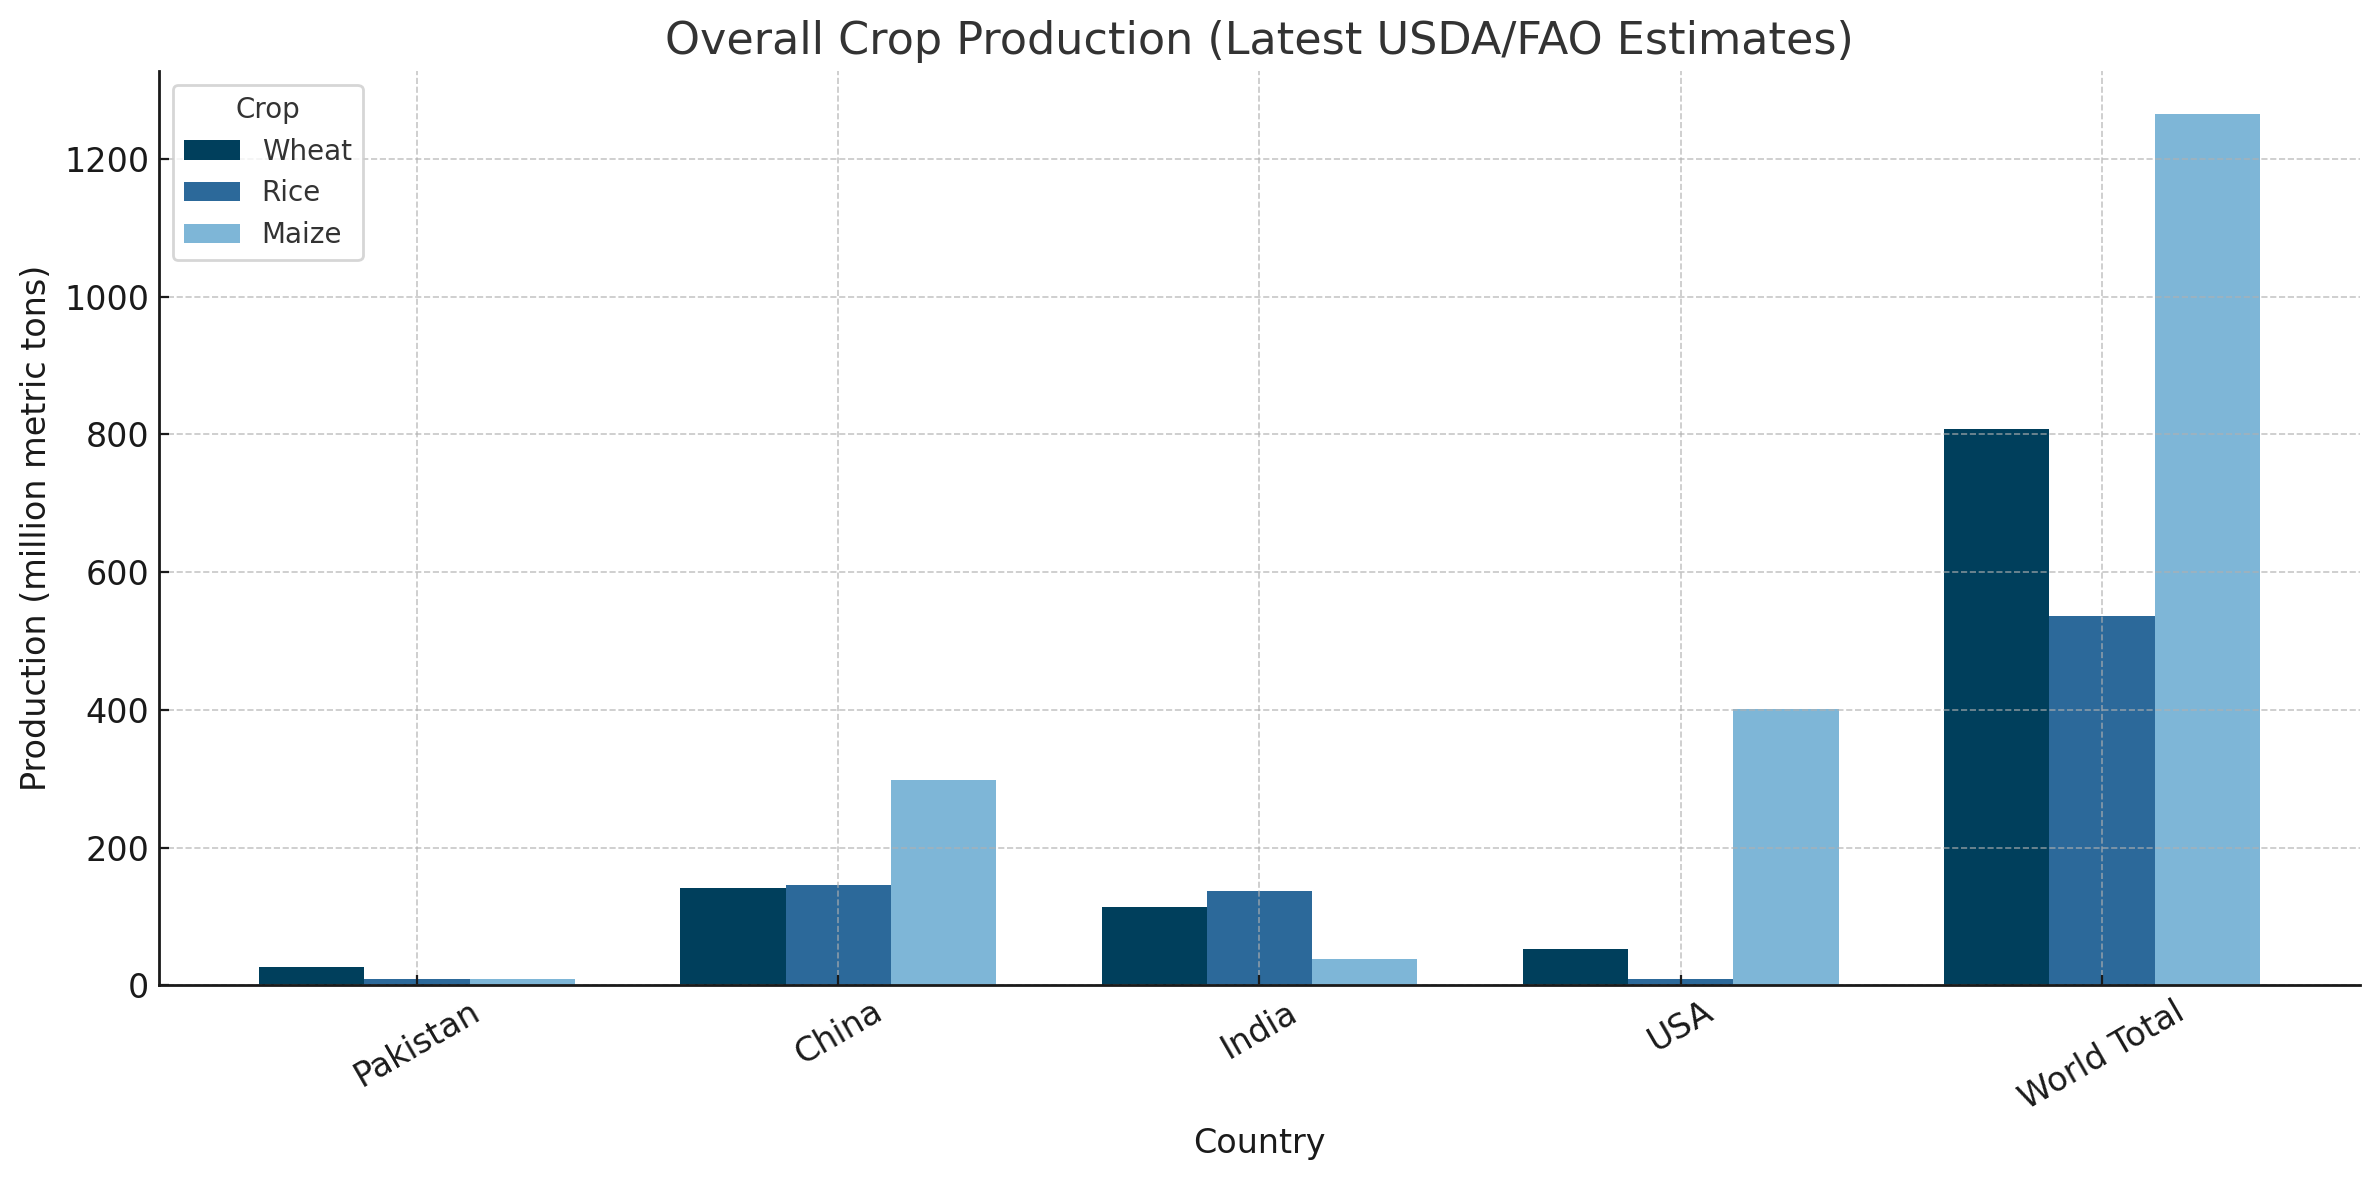 Overall Crop Production (Latest USDA/FAO Estimates)
Crop
Wheat
Rice
Maize
Production (million metric tons)
1200
1000
800
600
400
200
0
Pakistan
China
India
USA
World Total
Country